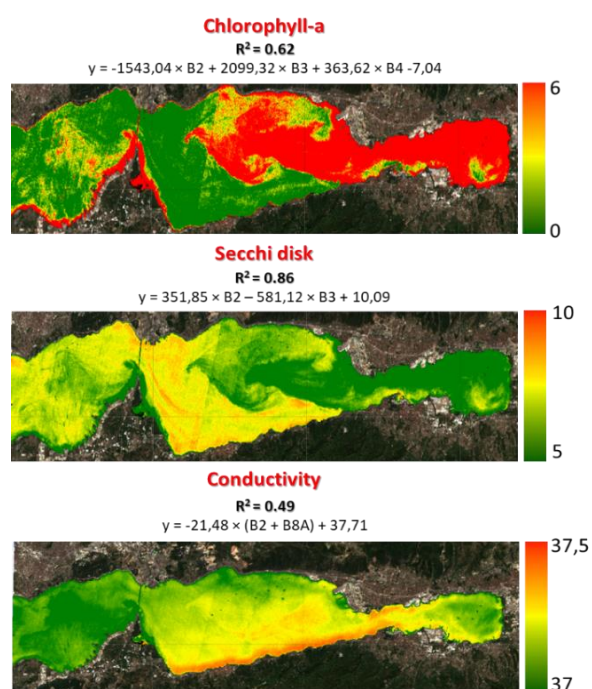 Chlorophyll-a
R² = 0.62
y = -1543,04 × B2 + 2099,32 × B3 + 363,62 × B4 -7,04
6
0
Secchi disk
R² = 0.86
y = 351,85 × B2 – 581,12 × B3 + 10,09
10
5
Conductivity
R² = 0.49
y = -21,48 × (B2 + B8A) + 37,71
37,5
37